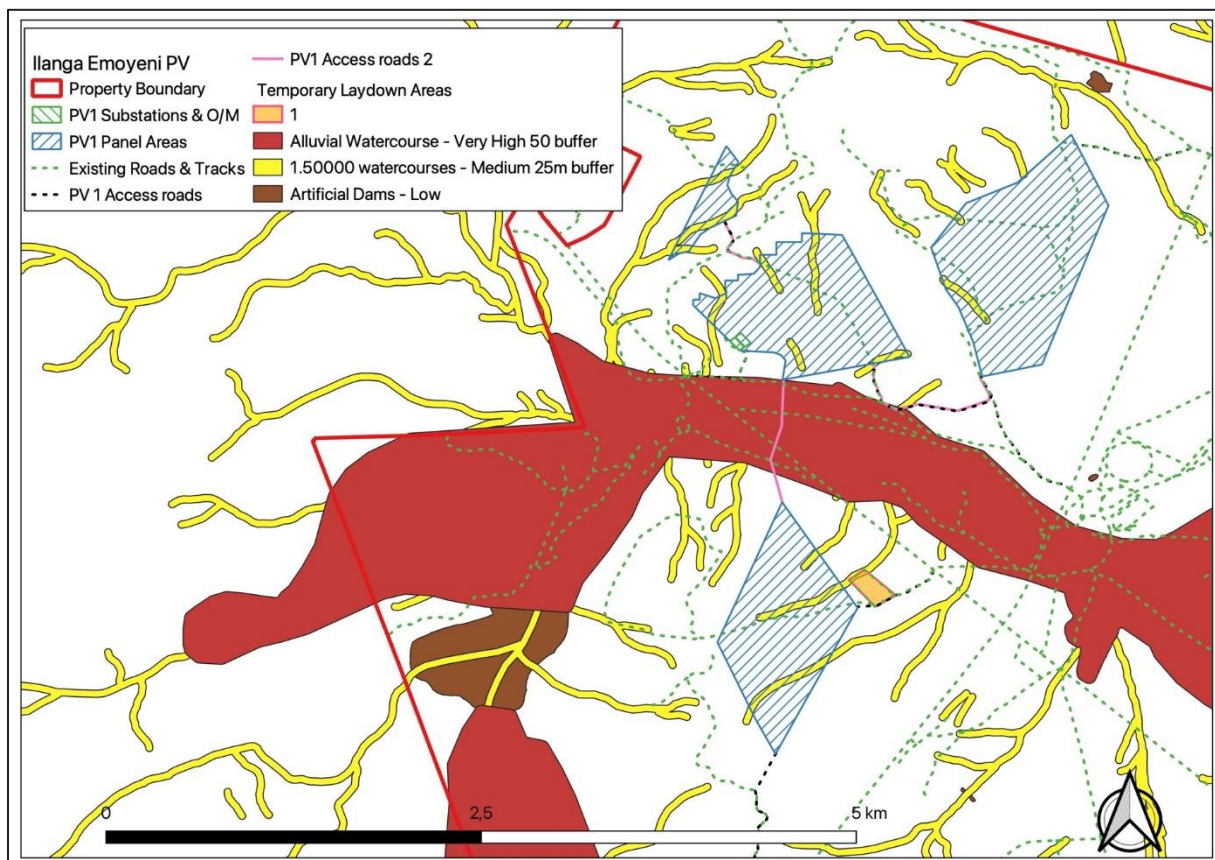 Ilanga Emoyeni PV
Property Boundary
PV1 Substations & O/M
PV1 Panel Areas
Existing Roads & Tracks
PV 1 Access roads
PV1 Access roads 2
Temporary Laydown Areas
1
Alluvial Watercourse - Very High 50 buffer
1.50000 watercourses - Medium 25m buffer
Artificial Dams - Low
0
2,5
5 km